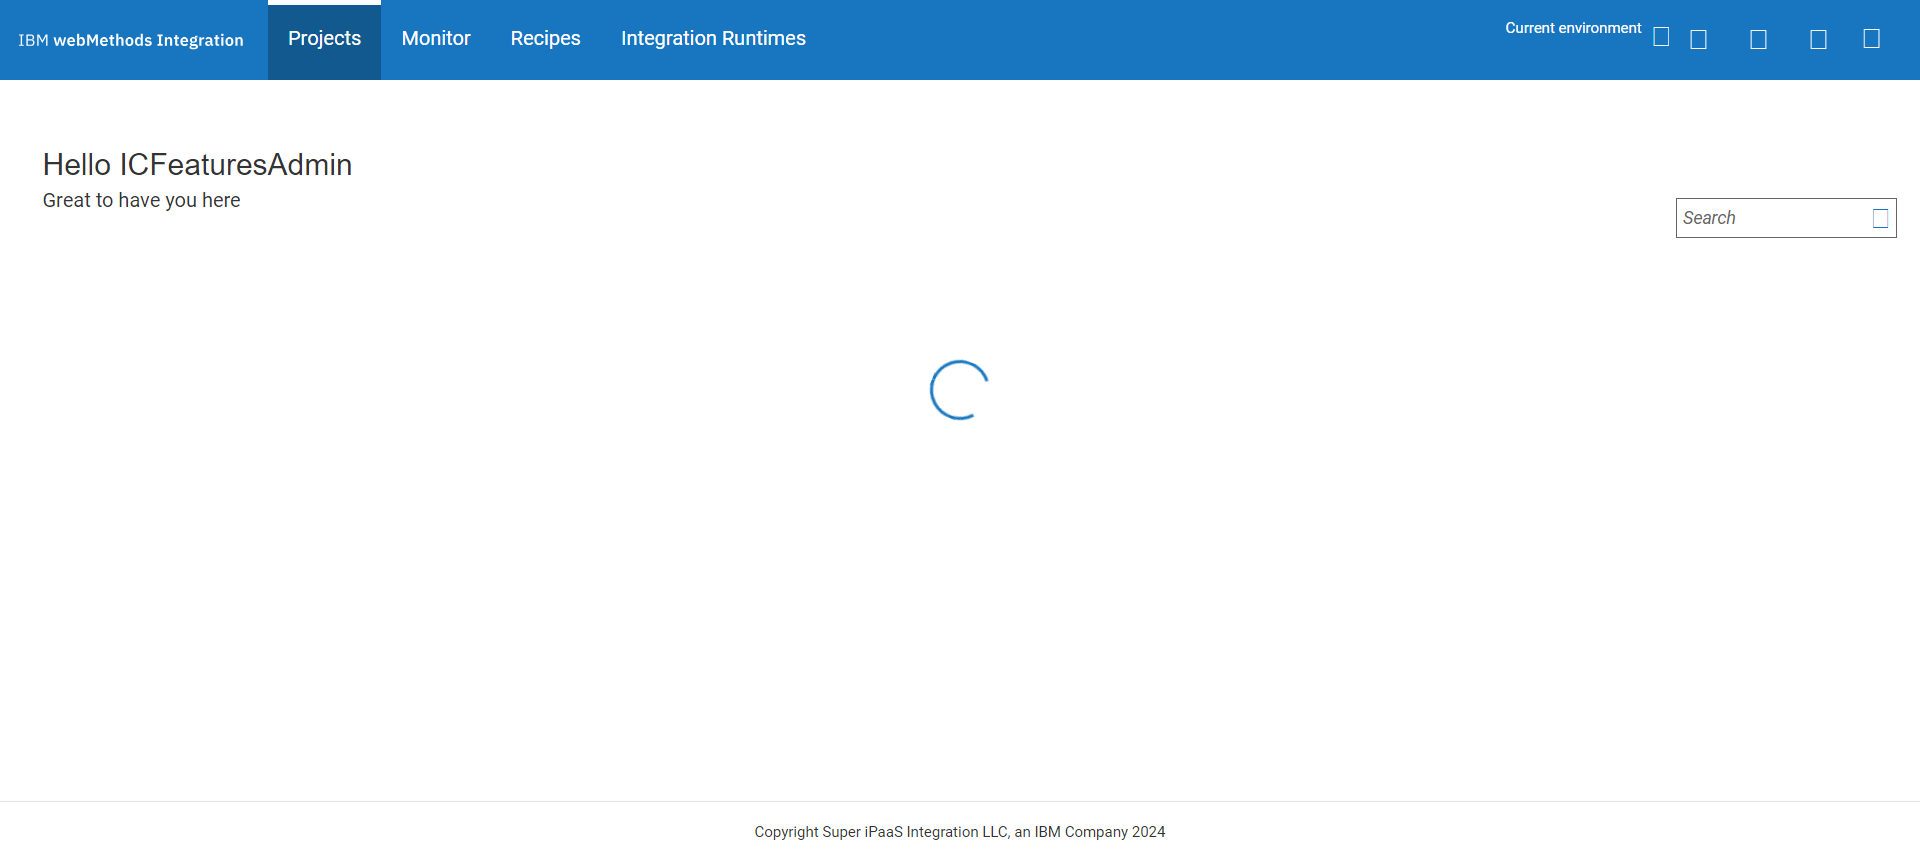 IBM webMethods Integration
Projects
Monitor
Recipes
Integration Runtimes
Current environment
Hello ICFeaturesAdmin
Great to have you here
Search
Copyright Super iPaaS Integration LLC, an IBM Company 2024